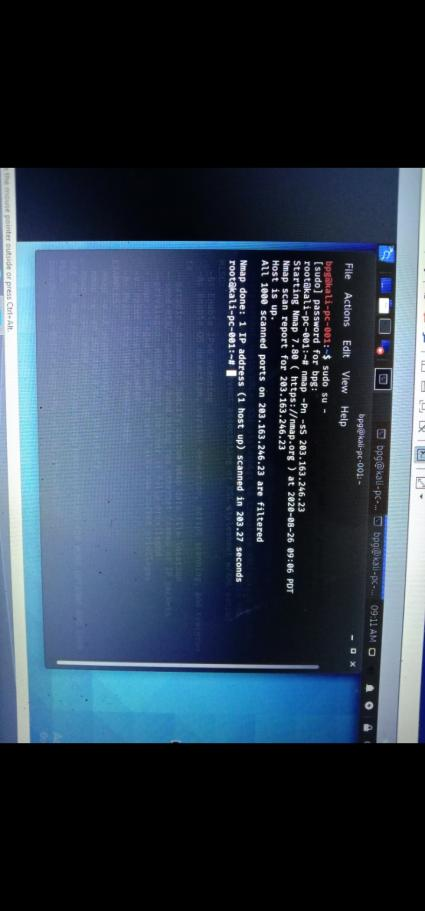 09:11 AM
bpg@kali-pc-...
bpg@kali-pc-...
bpg@kali-pc-001: ~
File Actions Edit View Help
bpg@kali-pc-001:~$ sudo su -
[sudo] password for bpg:
root@kali-pc-001:~# nmap -Pn -sS 203.163.246.23
Starting Nmap 7.80 ( https://nmap.org ) at 2020-08-26 09:06 PDT
Nmap scan report for 203.163.246.23
Host is up.
All 1000 scanned ports on 203.163.246.23 are filtered
Nmap done: 1 IP address (1 host up) scanned in 203.27 seconds
root@kali-pc-001:~#
the mouse pointer outside or press Ctrl+Alt.